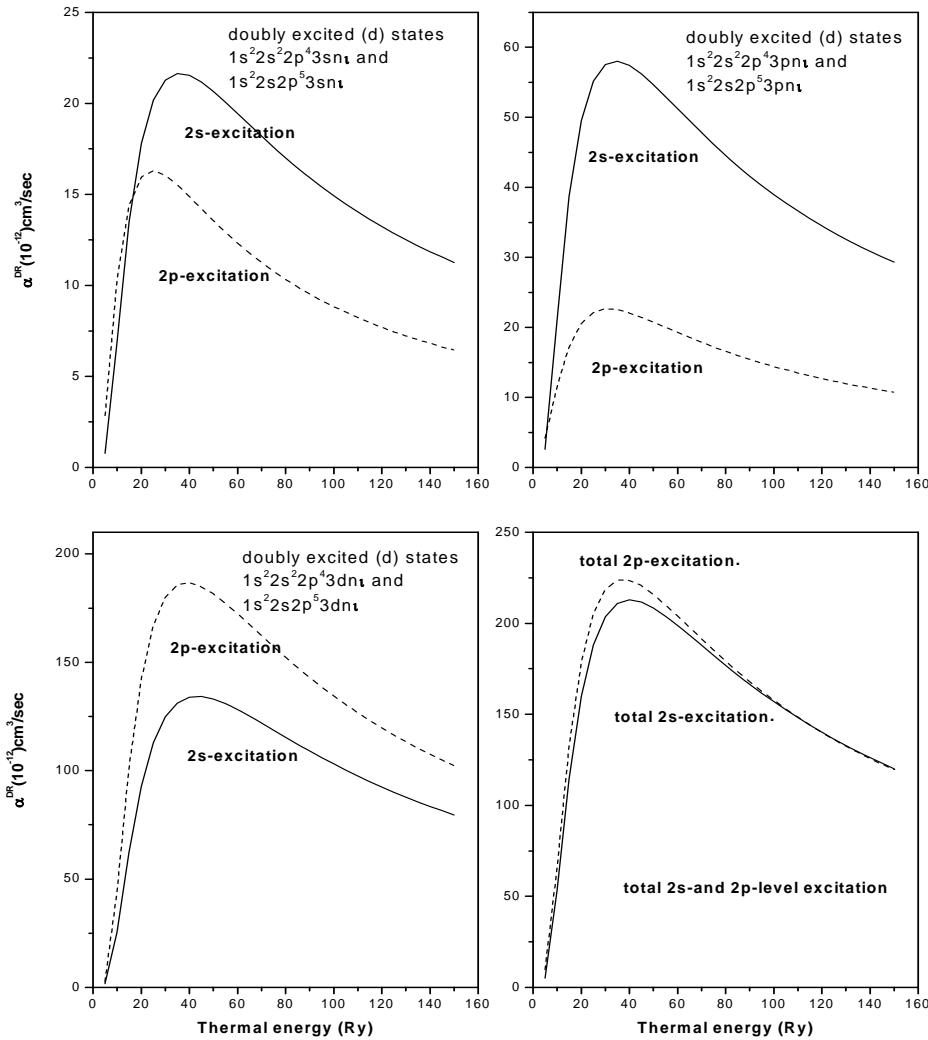 doubly excited (d) states
1s²2s²2p⁴3snι and
1s²2s2p⁵3snι
2s-excitation
2p-excitation
25
20
15
10
5
0
0 20 40 60 80 100 120 140 160
α^DR(10^-12)cm³/sec
doubly excited (d) states
1s²2s²2p⁴3pnι and
1s²2s2p⁵3pnι
2s-excitation
2p-excitation
60
50
40
30
20
10
0
0 20 40 60 80 100 120 140 160
doubly excited (d) states
1s²2s²2p⁴3dnι and
1s²2s2p⁵3dnι
2p-excitation
2s-excitation
200
150
100
50
0
0 20 40 60 80 100 120 140 160
α^DR(10^-12)cm³/sec
Thermal energy (Ry)
total 2p-excitation.
total 2s-excitation.
total 2s-and 2p-level excitation
250
200
150
100
50
0
0 20 40 60 80 100 120 140 160
Thermal energy (Ry)